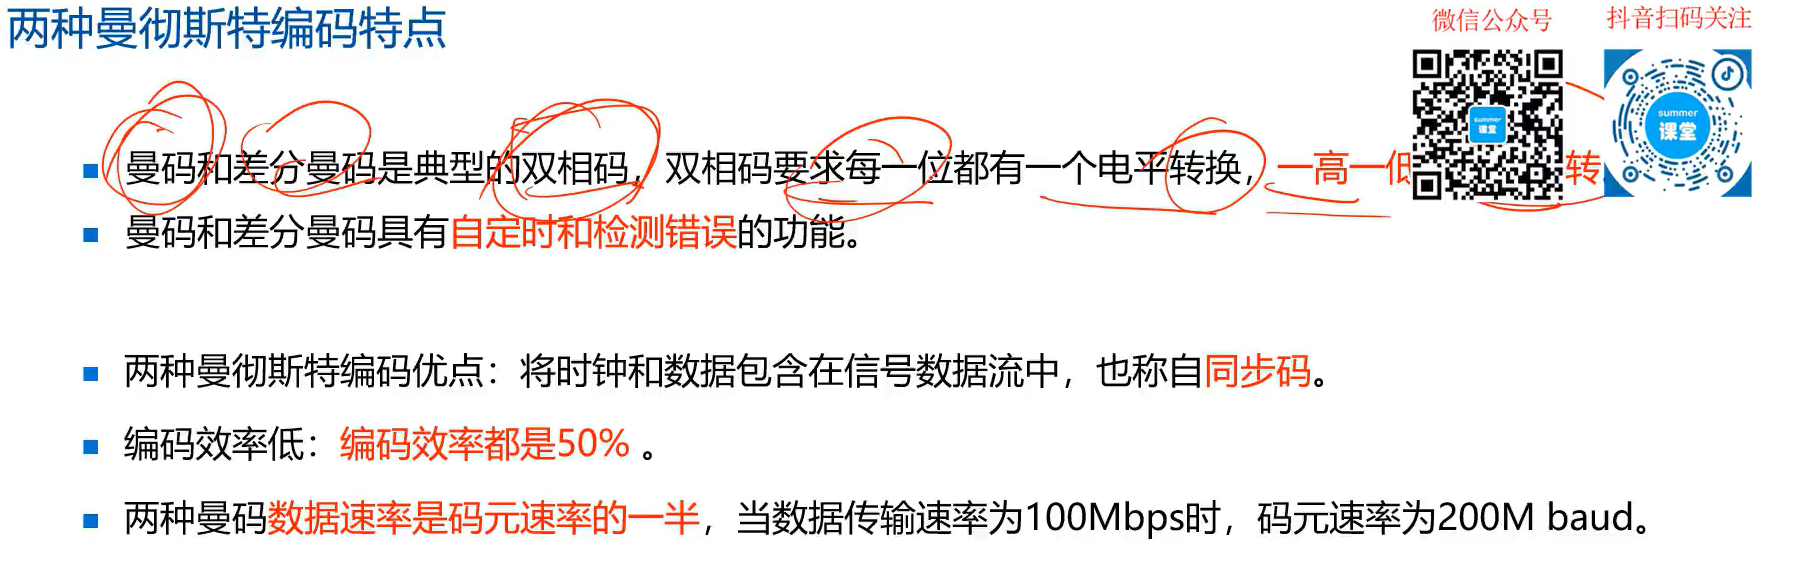 两种曼彻斯特编码特点
微信公众号
抖音扫码关注
summer
课堂
summer
课堂
曼码和差分曼码是典型的双相码，双相码要求每一位都有一个电平转换，一高一低 转
曼码和差分曼码具有自定时和检测错误的功能。
两种曼彻斯特编码优点：将时钟和数据包含在信号数据流中，也称自同步码。
编码效率低：编码效率都是50% 。
两种曼码数据速率是码元速率的一半，当数据传输速率为100Mbps时，码元速率为200M baud。